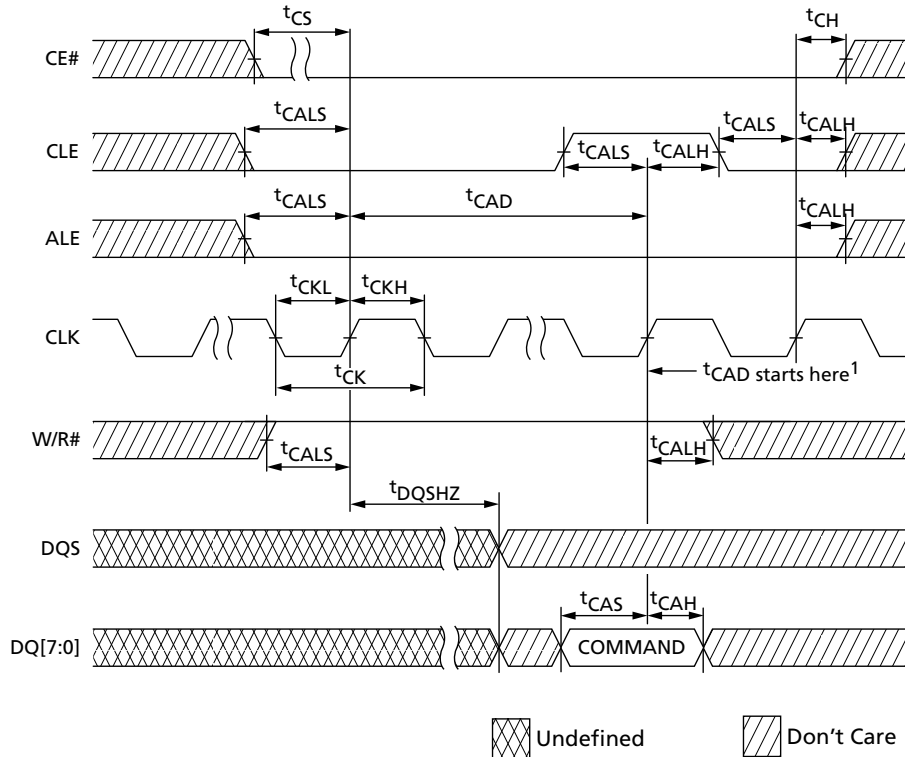 tCS
tCH
CE#
tCALS
tCALS
tCALH
CLE
tCALS
tCALH
tCALS
tCAD
tCALH
ALE
tCKL
tCKH
CLK
tCK
tCAD starts here1
W/R#
tCALS
tCALH
tDQSHZ
DQS
tCAS
tCAH
DQ[7:0]
COMMAND
Undefined
Don't Care